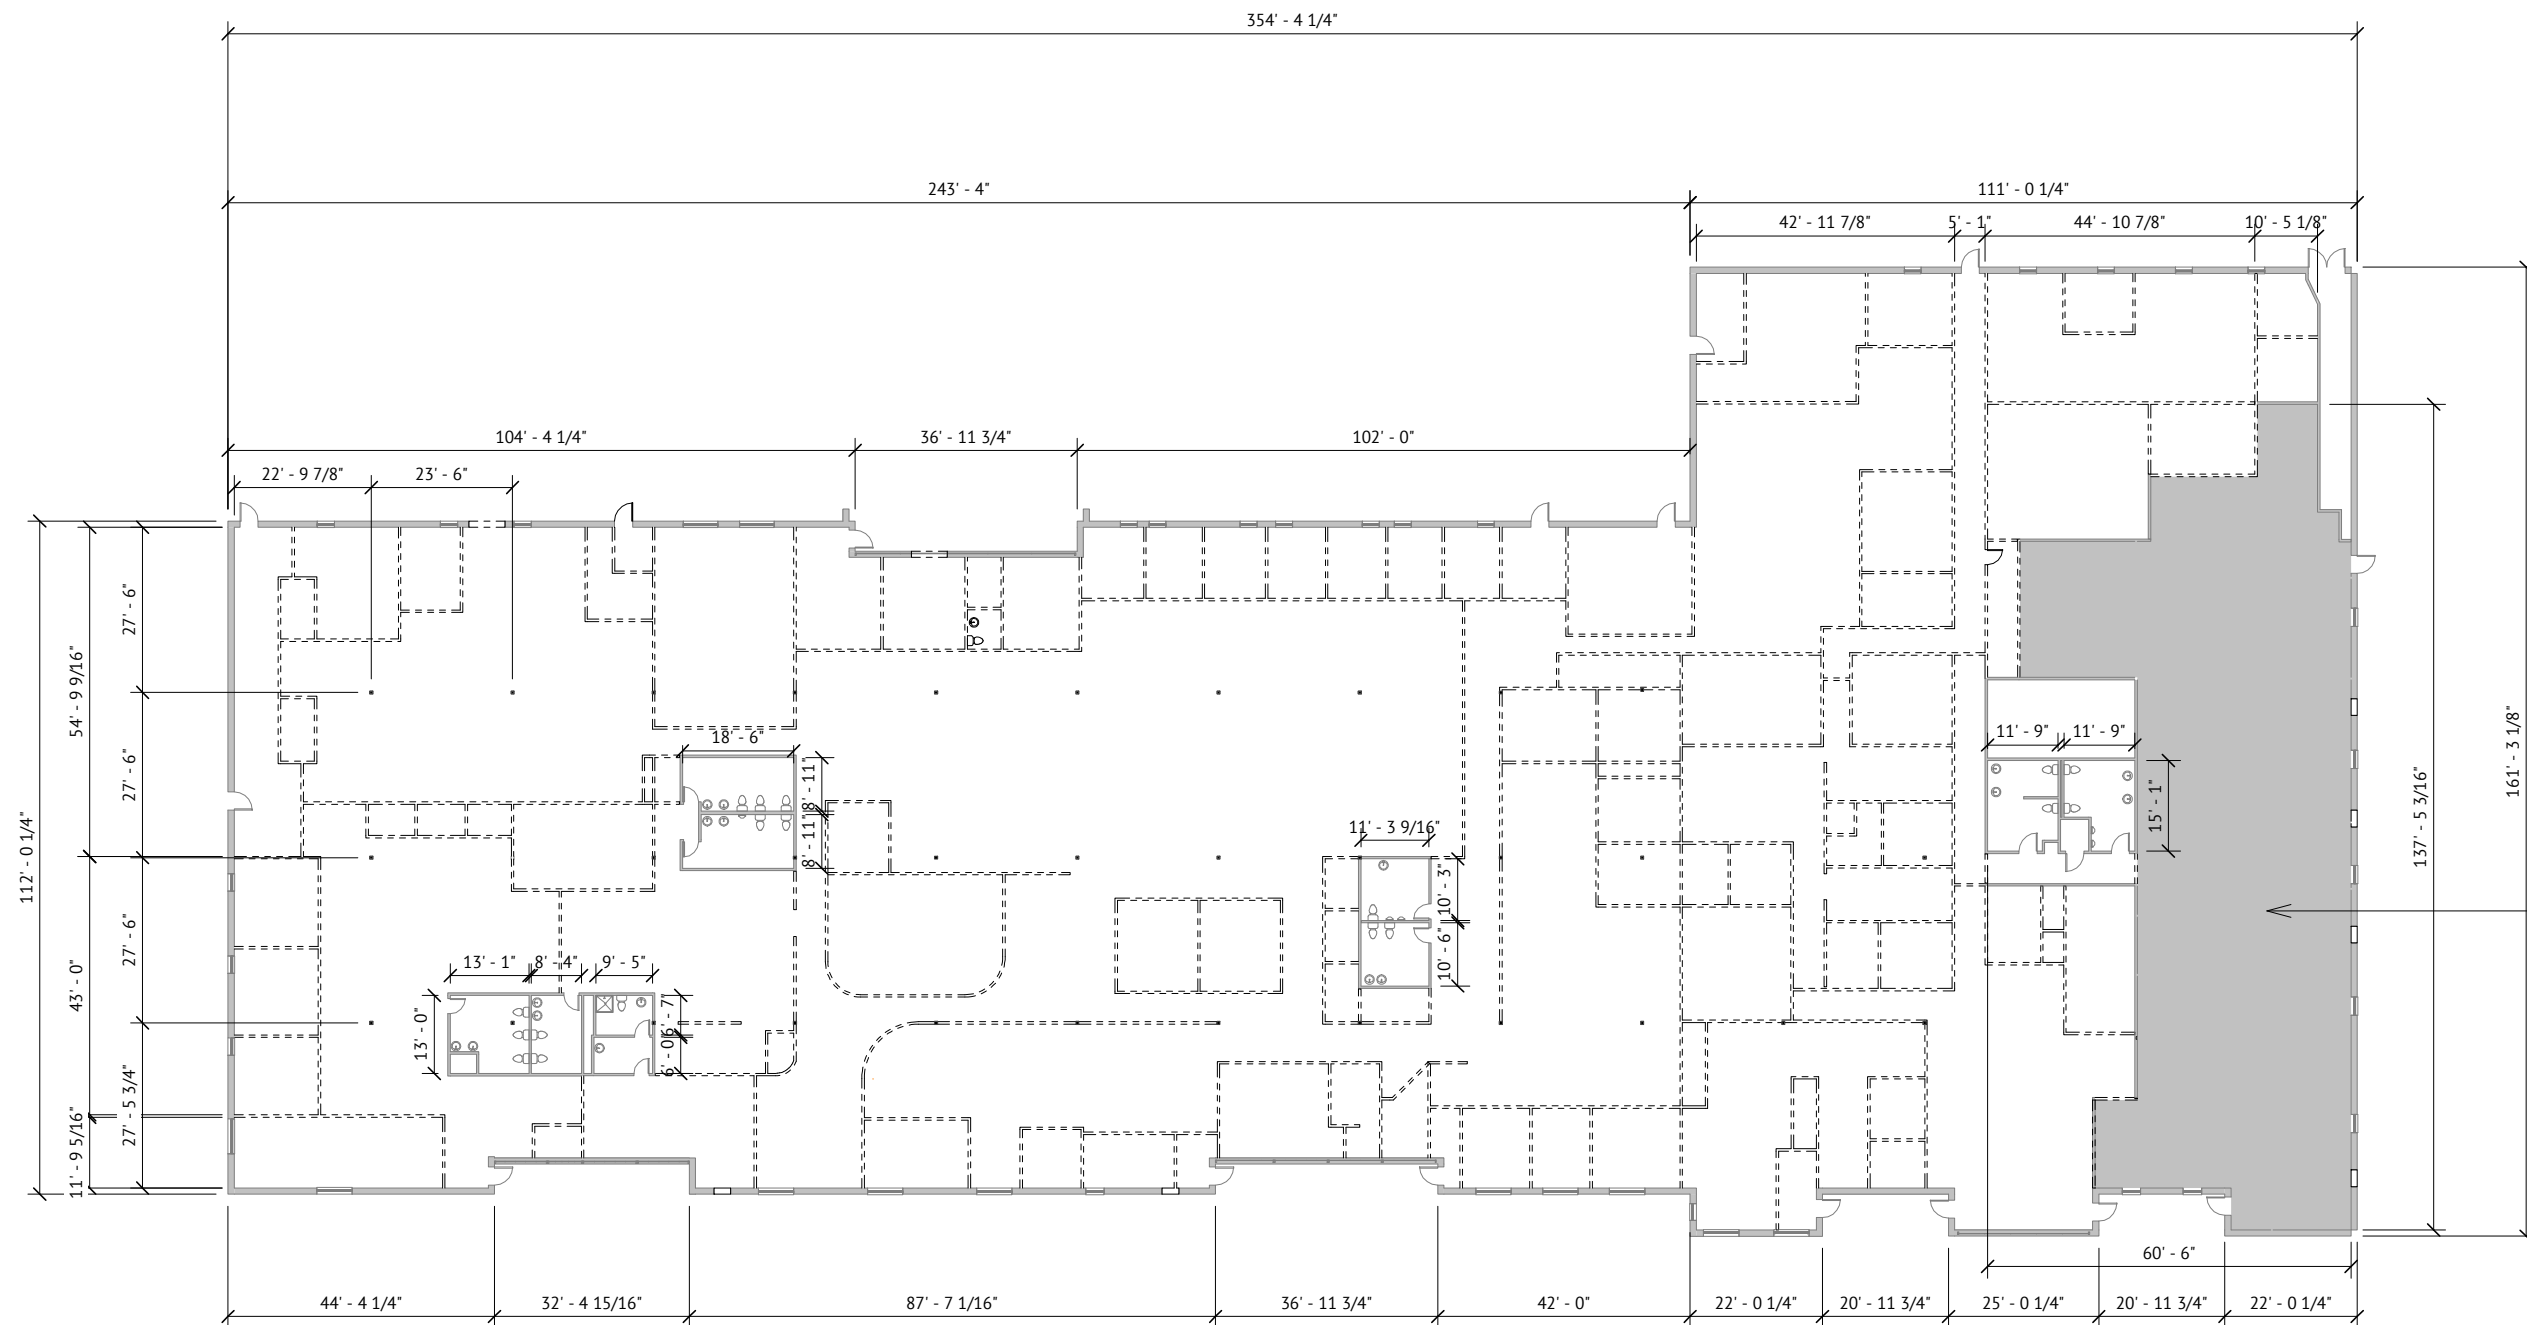 354' - 4 1/4"
243' - 4"
111' - 0 1/4"
42' - 11 7/8"
5' - 1"
44' - 10 7/8"
10' - 5 1/8"
104' - 4 1/4"
36' - 11 3/4"
102' - 0"
22' - 9 7/8"
23' - 6"
112' - 0 1/4"
54' - 9 9/16"
43' - 0"
11' - 9 5/16"
27' - 6"
27' - 6"
27' - 6"
27' - 5 3/4"
18' - 6"
8' - 11"
8' - 11"
13' - 1"
8' - 4"
9' - 5"
13' - 0"
6' - 7"
6' - 0"
11' - 3 9/16"
10' - 3"
10' - 6"
11' - 9"
11' - 9"
15' - 1"
137' - 5 3/16"
161' - 3 1/8"
60' - 6"
44' - 4 1/4"
32' - 4 15/16"
87' - 7 1/16"
36' - 11 3/4"
42' - 0"
22' - 0 1/4"
20' - 11 3/4"
25' - 0 1/4"
20' - 11 3/4"
22' - 0 1/4"